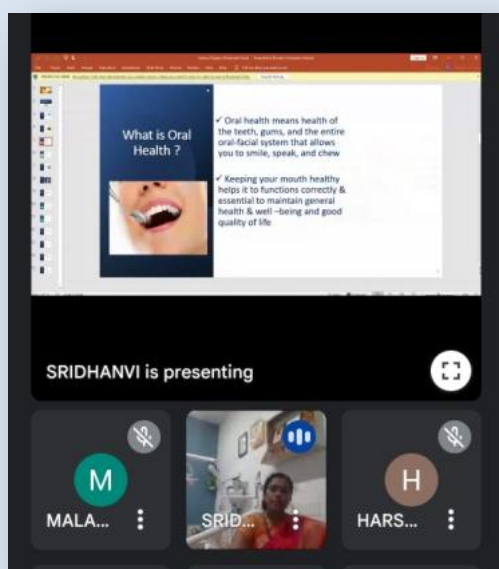 What is Oral
Health ?
✓ Oral health means health of
the teeth, gums, and the entire
oral-facial system that allows
you to smile, speak, and chew
✓ Keeping your mouth healthy
helps it to functions correctly &
essential to maintain general
health & well –being and good
quality of life
SRIDHANVI is presenting
M
MALA...
SRID...
H
HARS...